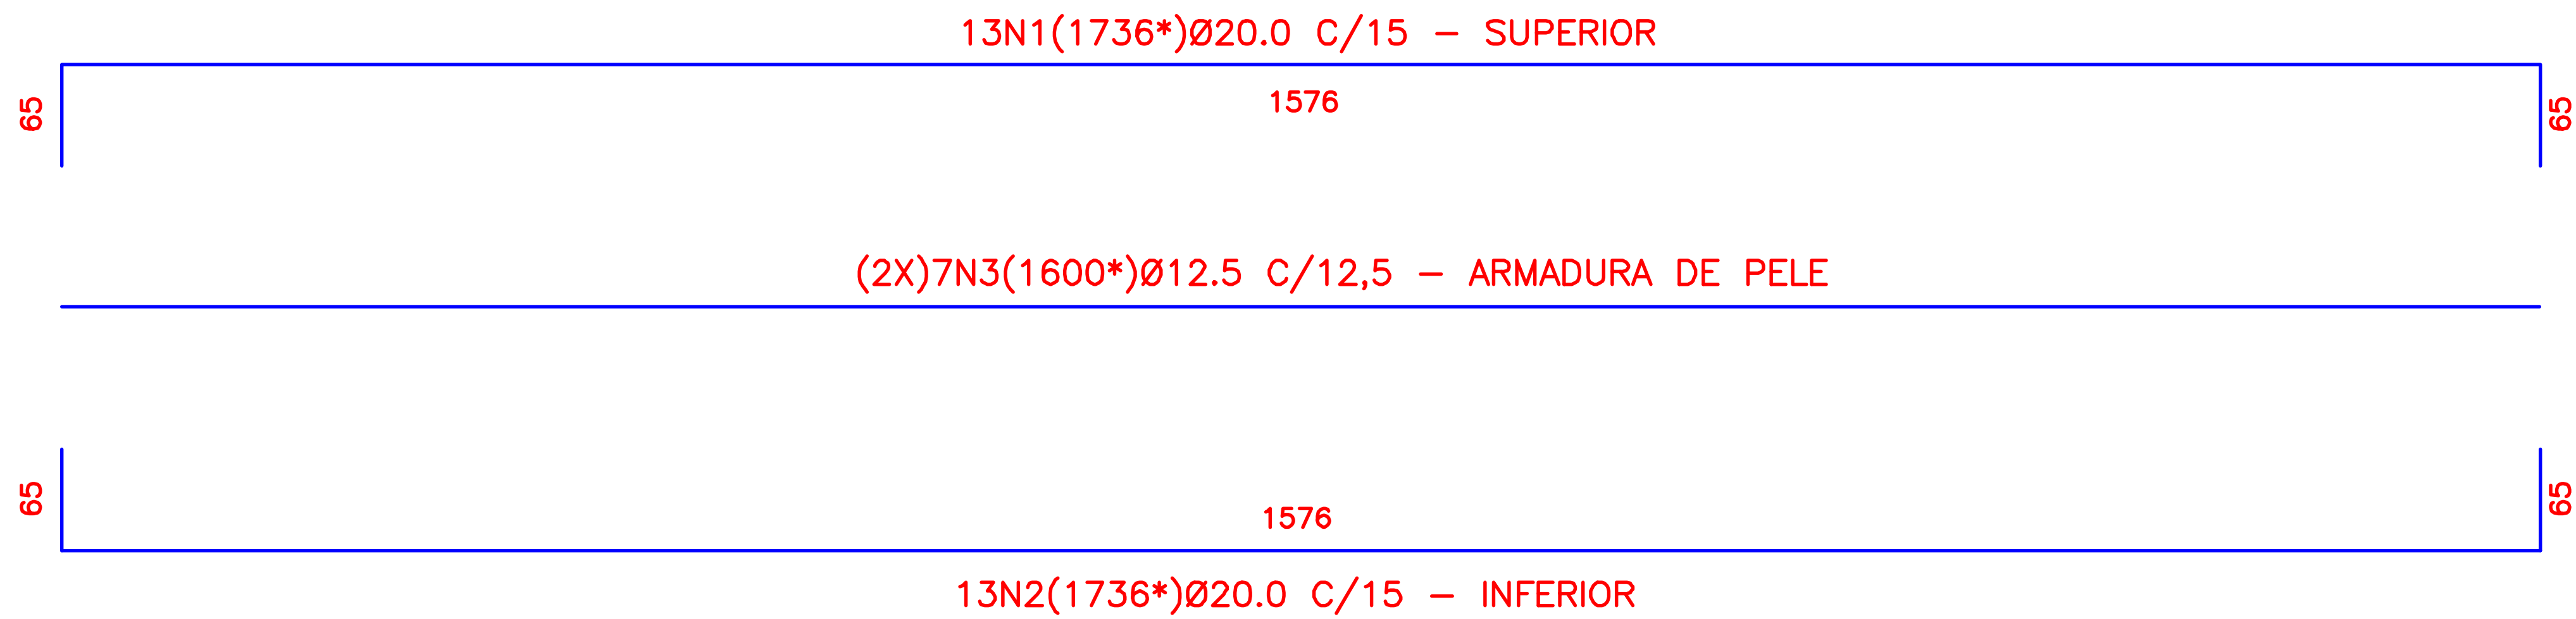 13N1(1736*)Ø20.0 C/15 – SUPERIOR
65
1576
65
(2X)7N3(1600*)Ø12.5 C/12,5 – ARMADURA DE PELE
65
1576
65
13N2(1736*)Ø20.0 C/15 – INFERIOR